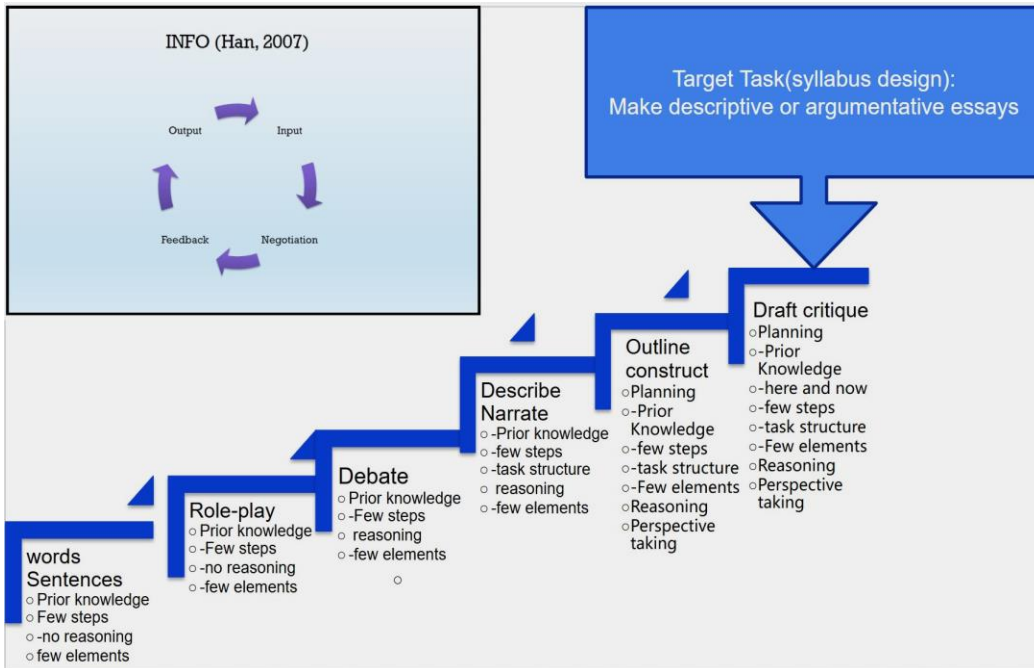 INFO (Han, 2007)
Output
Input
Feedback
Negotiation
Target Task(syllabus design):
Make descriptive or argumentative essays
words
Sentences
Prior knowledge
Few steps
-no reasoning
few elements
Role-play
Prior knowledge
-Few steps
-no reasoning
-few elements
Debate
Prior knowledge
-Few steps
reasoning
-few elements
Describe
Narrate
-Prior knowledge
-few steps
-task structure
reasoning
-few elements
Outline
construct
Planning
-Prior
Knowledge
-few steps
-task structure
-Few elements
Reasoning
Perspective
taking
Draft critique
Planning
-Prior
Knowledge
-here and now
-few steps
-task structure
-Few elements
Reasoning
Perspective
taking